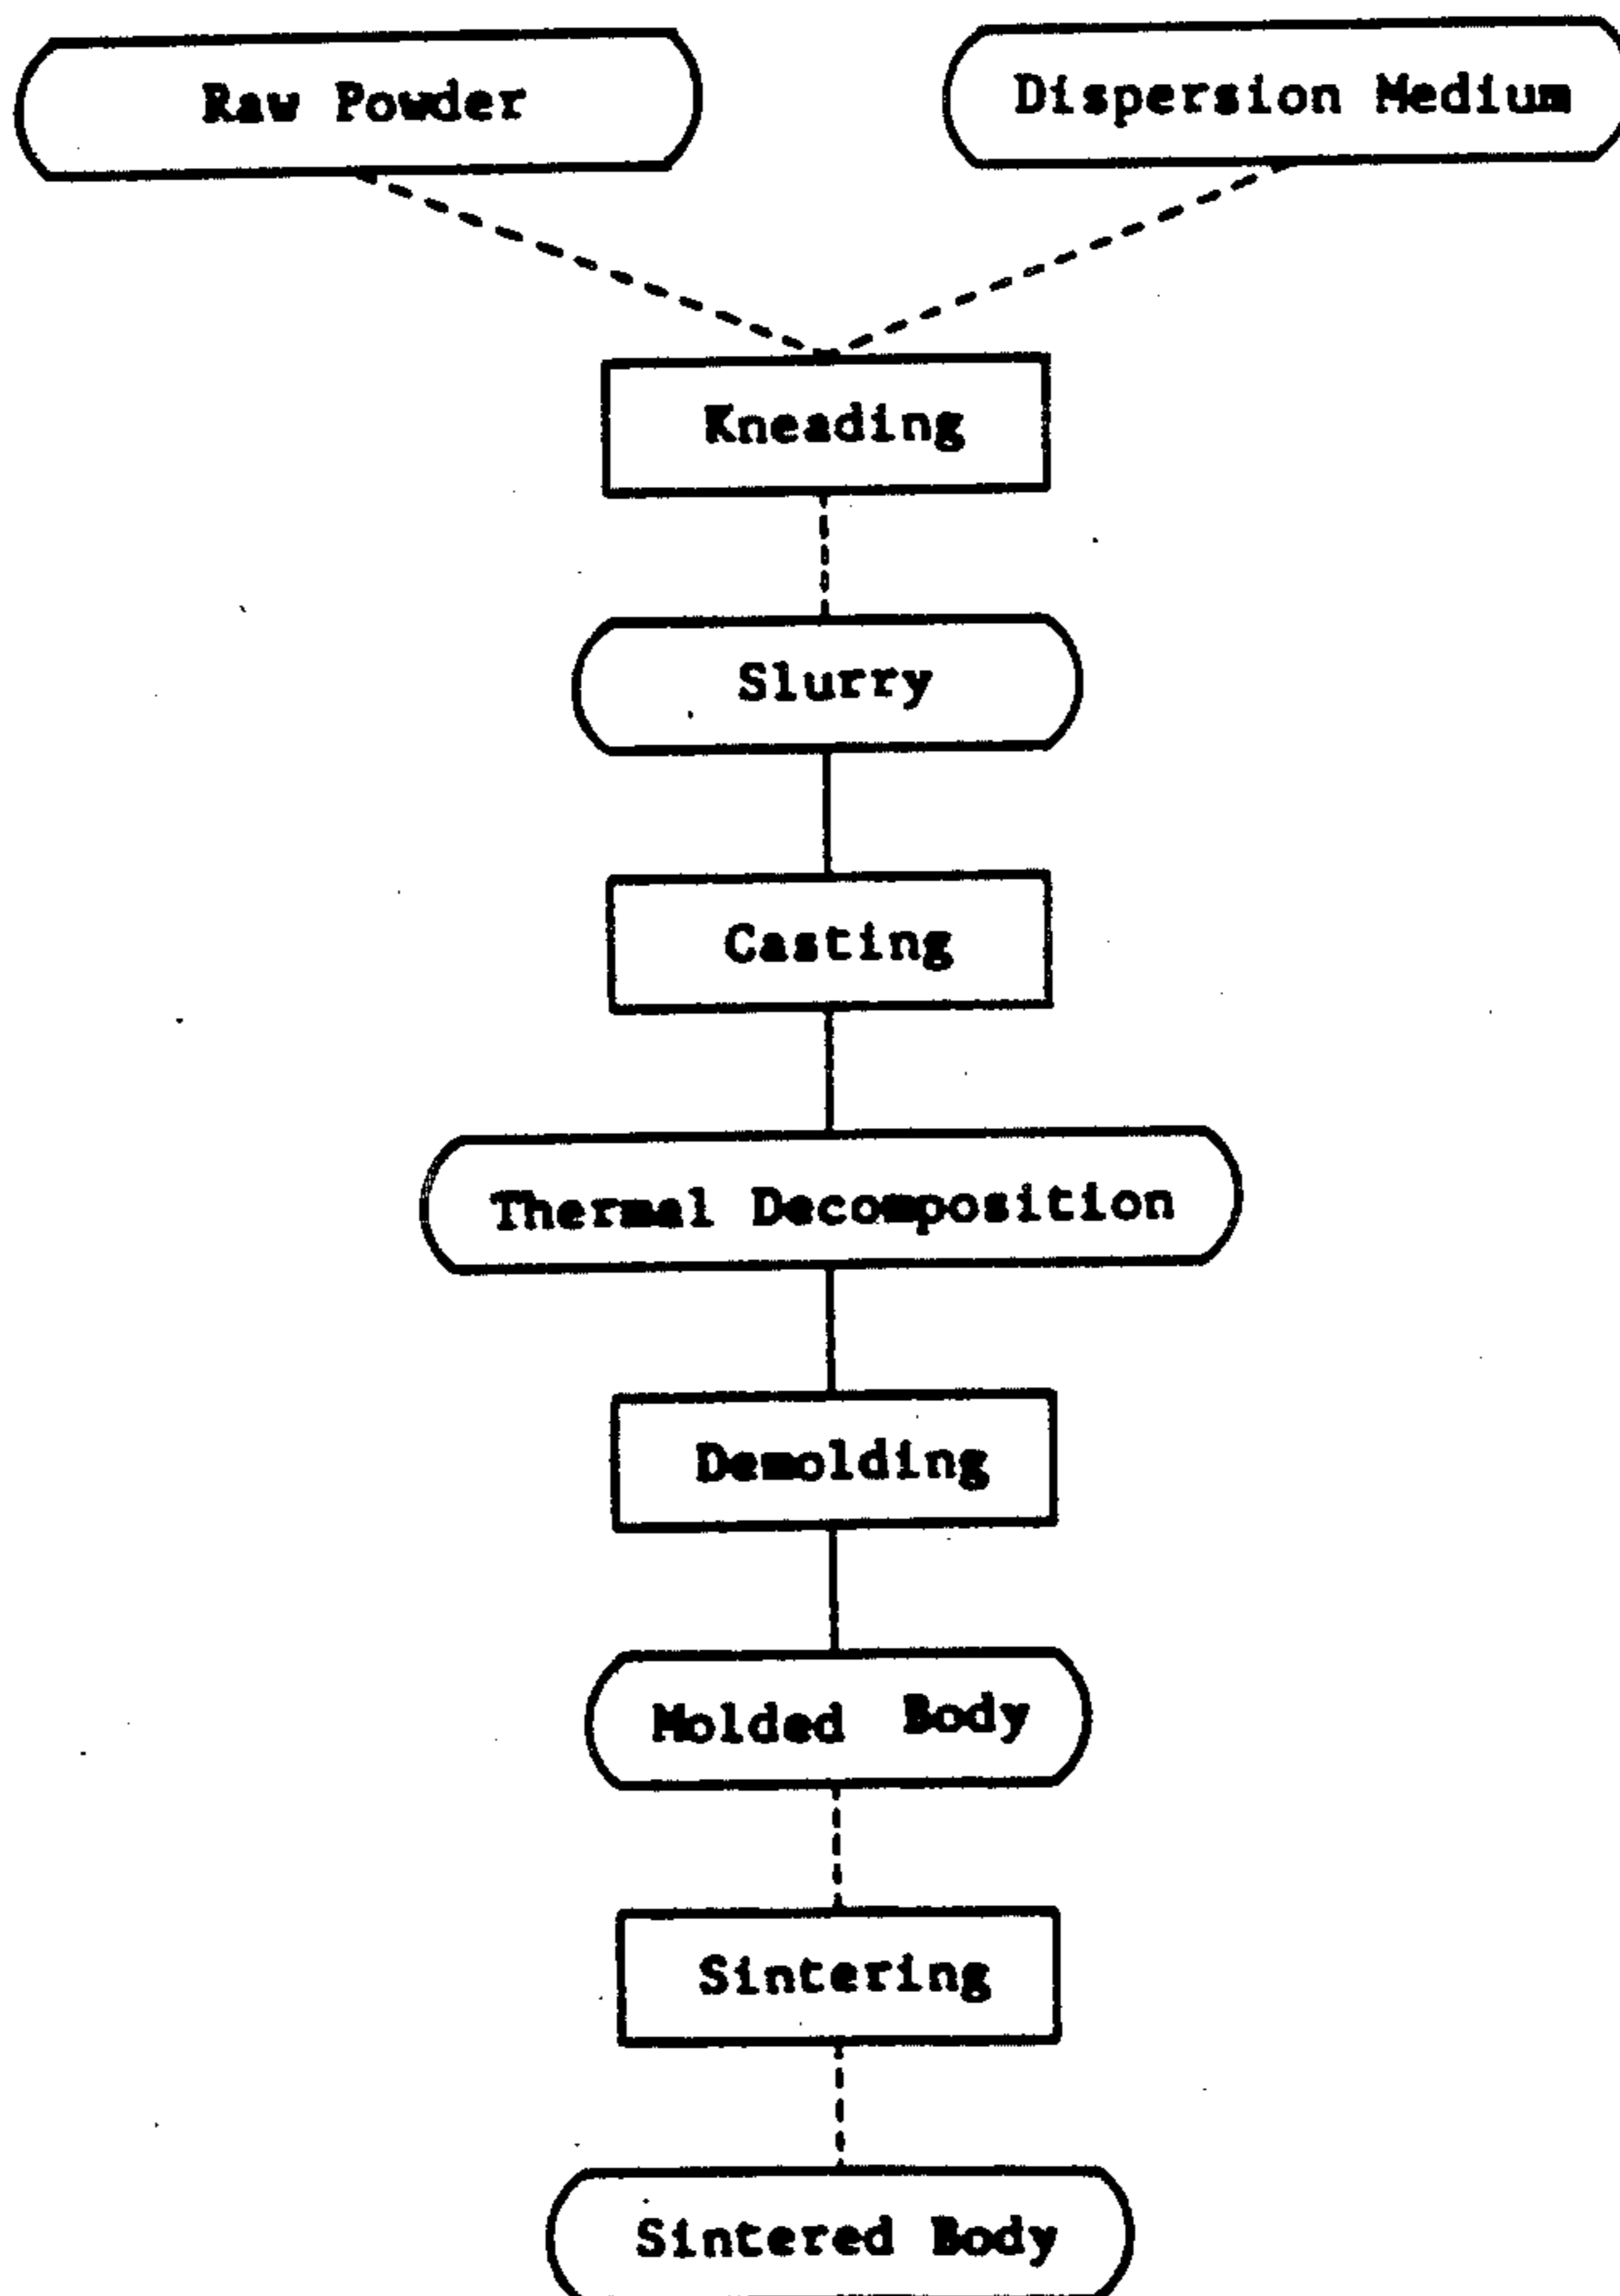 Raw Powder
Dispersion Medium
Kneading
Slurry
Casting
Thermal Decomposition
Demolding
Molded Body
Sintering
Sintered Body